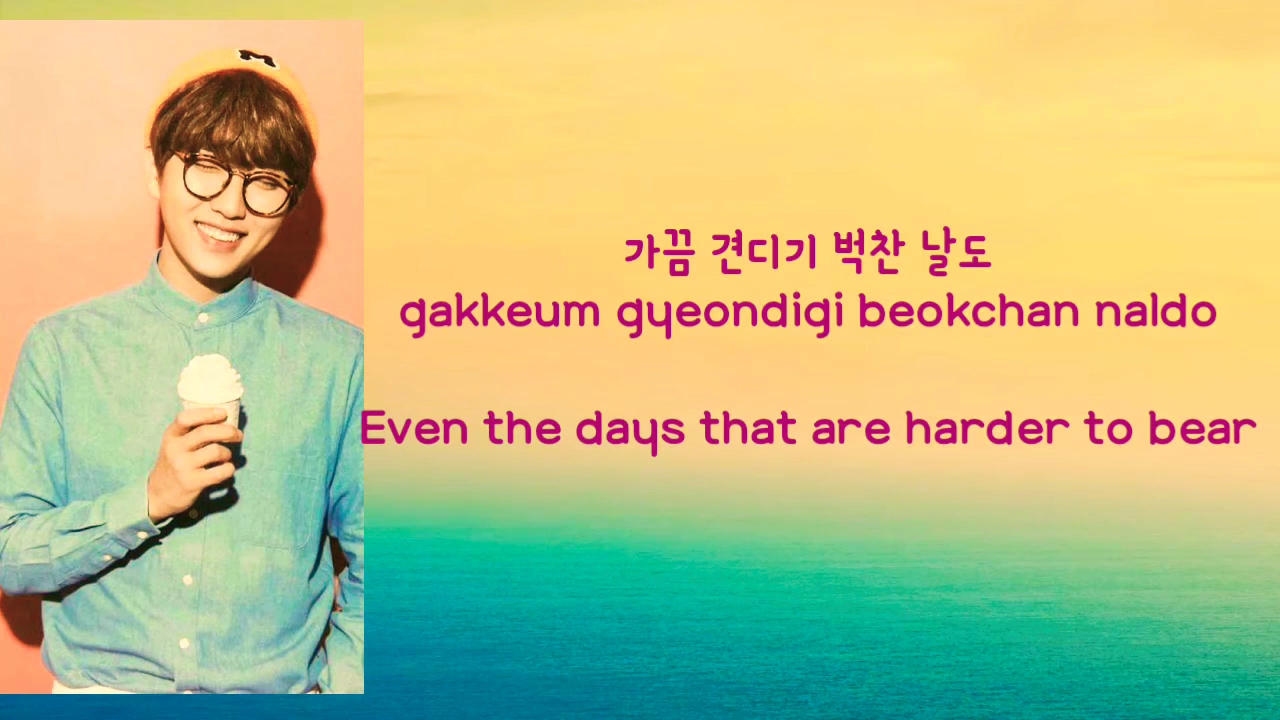 가끔 견디기 벅찬 날도
gakkeum gyeondigi beokchan naldo
Even the days that are harder to bear